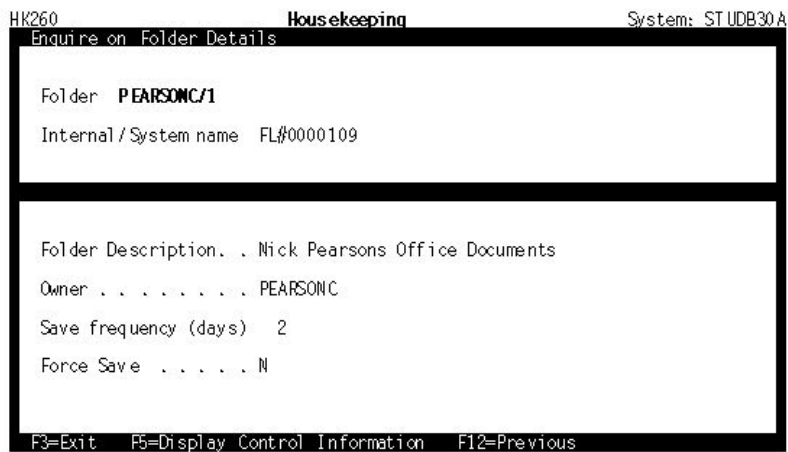 HK260 Housekeeping System: STUDB30A
Enquire on Folder Details
Folder PEARSONC/1
Internal/System name FL#0000109
Folder Description. . Nick Pearsons Office Documents
Owner . . . . . . . . PEARSONC
Save frequency (days) 2
Force Save . . . . . N
F3=Exit F5=Display Control Information F12=Previous